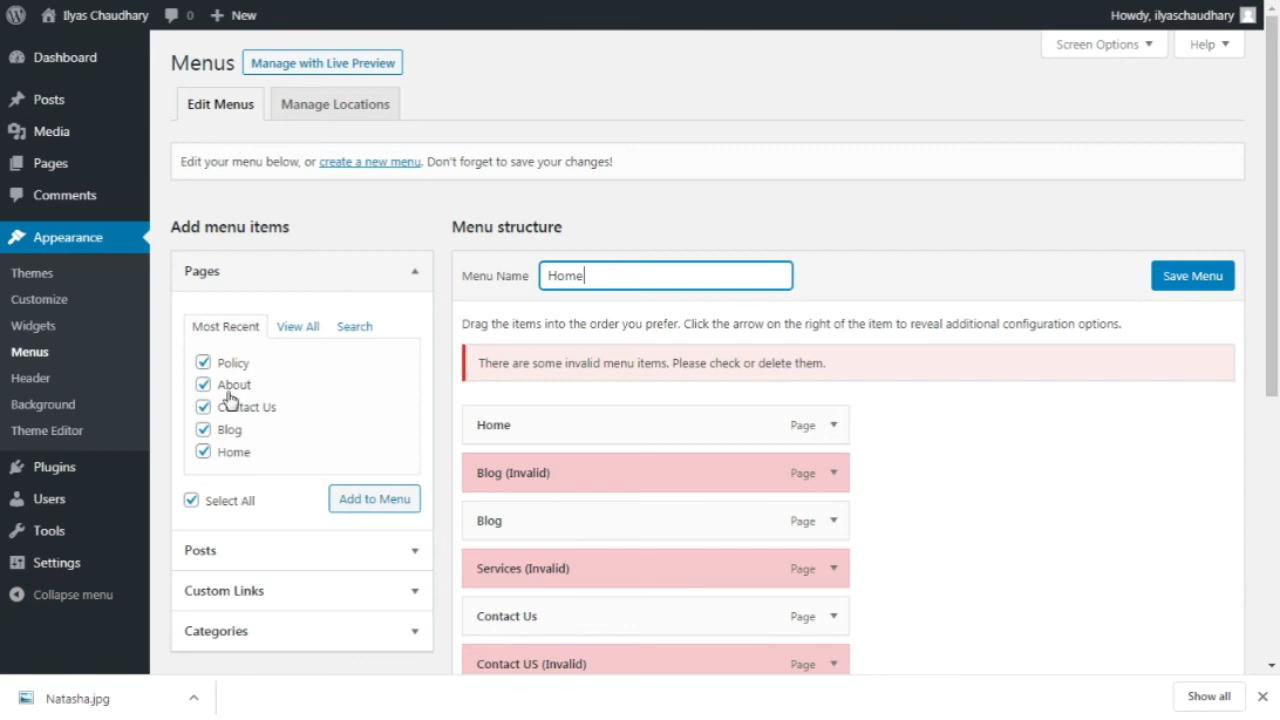 Ilyas Chaudhary 0 New Howdy, ilyaschaudhary
Screen Options Help
Dashboard
Posts
Media
Pages
Comments
Appearance
Themes
Customize
Widgets
Menus
Header
Background
Theme Editor
Plugins
Users
Tools
Settings
Collapse menu
Menus Manage with Live Preview
Edit Menus Manage Locations
Edit your menu below, or create a new menu. Don't forget to save your changes!
Add menu items
Pages
Most Recent View All Search
Policy
About
Contact Us
Blog
Home
Select All Add to Menu
Posts
Custom Links
Categories
Menu structure
Menu Name Home Save Menu
Drag the items into the order you prefer. Click the arrow on the right of the item to reveal additional configuration options.
There are some invalid menu items. Please check or delete them.
Home Page
Blog (Invalid) Page
Blog Page
Services (Invalid) Page
Contact Us Page
Contact US (Invalid) Page
Natasha.jpg Show all